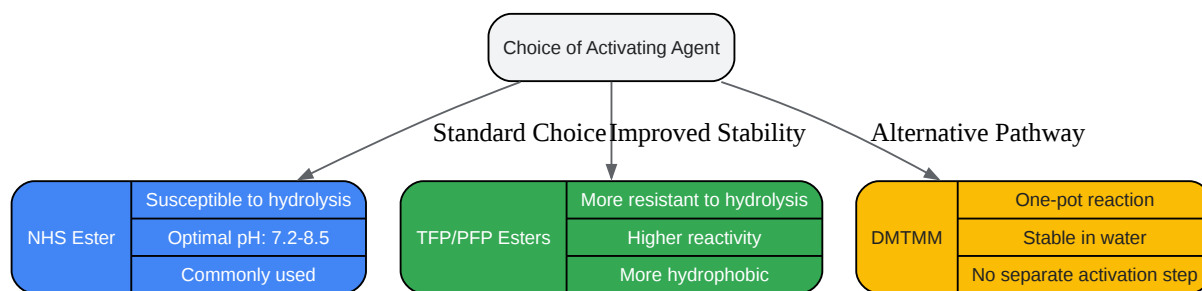 Choice of Activating Agent
Standard Choice
Improved Stability
Alternative Pathway
NHS Ester
Susceptible to hydrolysis
Optimal pH: 7.2-8.5
Commonly used
TFP/PFP Esters
More resistant to hydrolysis
Higher reactivity
More hydrophobic
DMTMM
One-pot reaction
Stable in water
No separate activation step